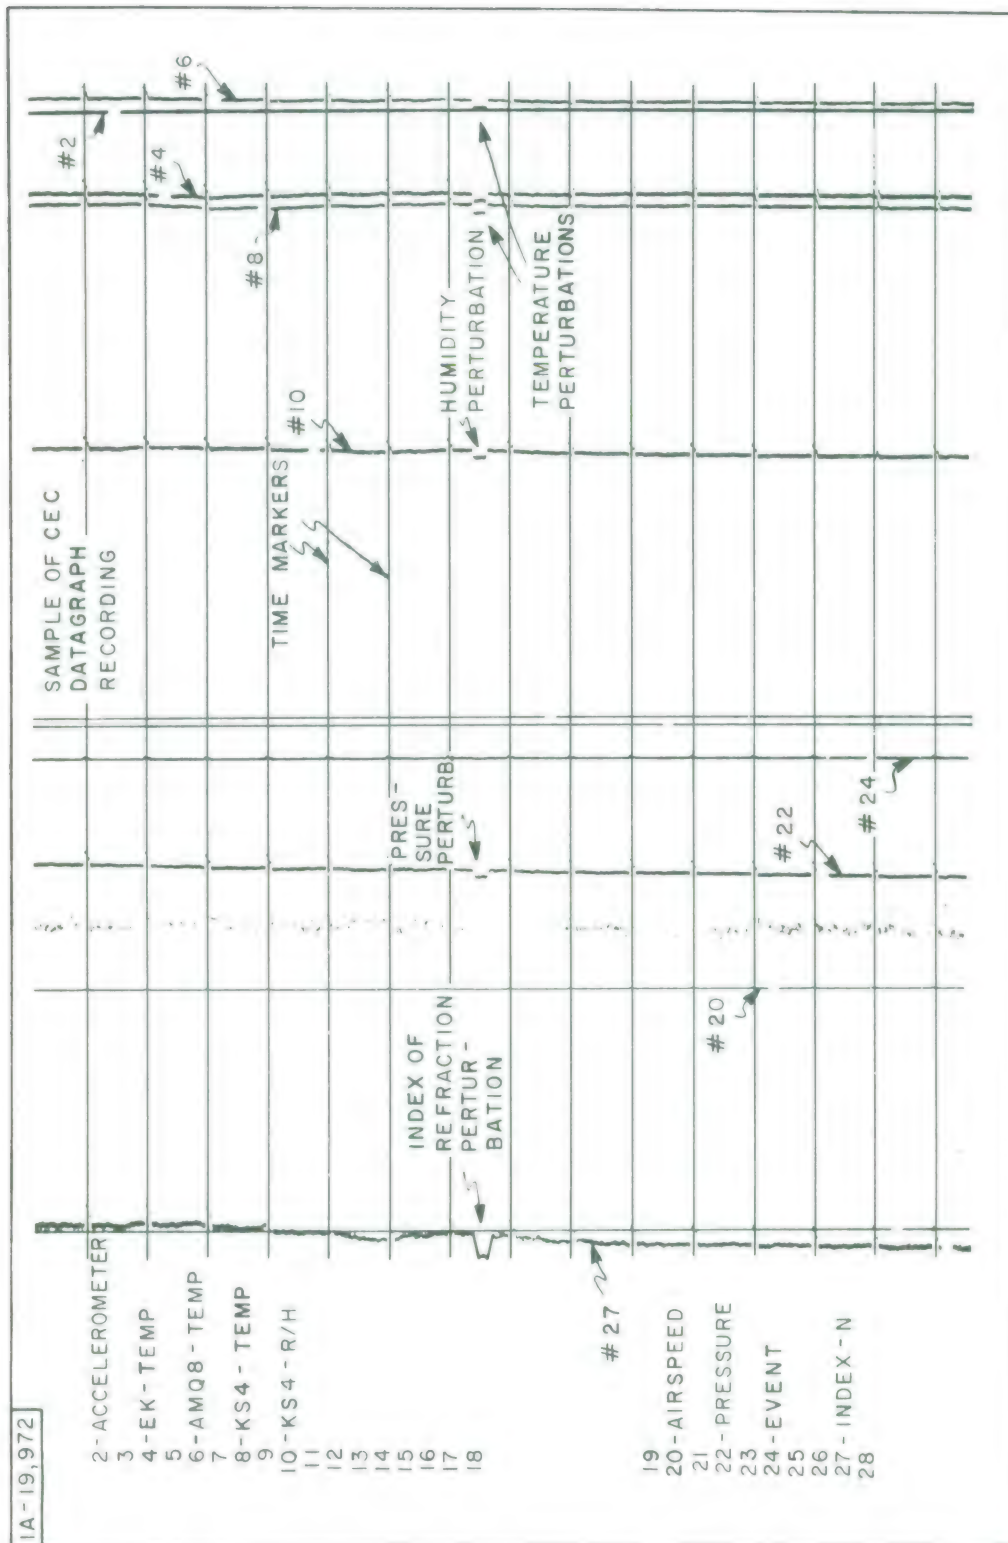 IA-19,972
SAMPLE OF CEC
DATAGRAPH
RECORDING
#6
#2
#4
#8
#10
TIME MARKERS
HUMIDITY
PERTURBATION
TEMPERATURE
PERTURBATIONS
PRES-
SURE
PERTURB.
#22
#24
#20
INDEX OF
REFRACTION
PERTUR-
BATION
#27
2-ACCELEROMETER
3
4-EK-TEMP
5
6-AMQ8-TEMP
7
8-KS4-TEMP
9
10-KS4-R/H
11
12
13
14
15
16
17
18
19
20-AIRSPEED
21
22-PRESSURE
23
24-EVENT
25
26
27-INDEX-N
28